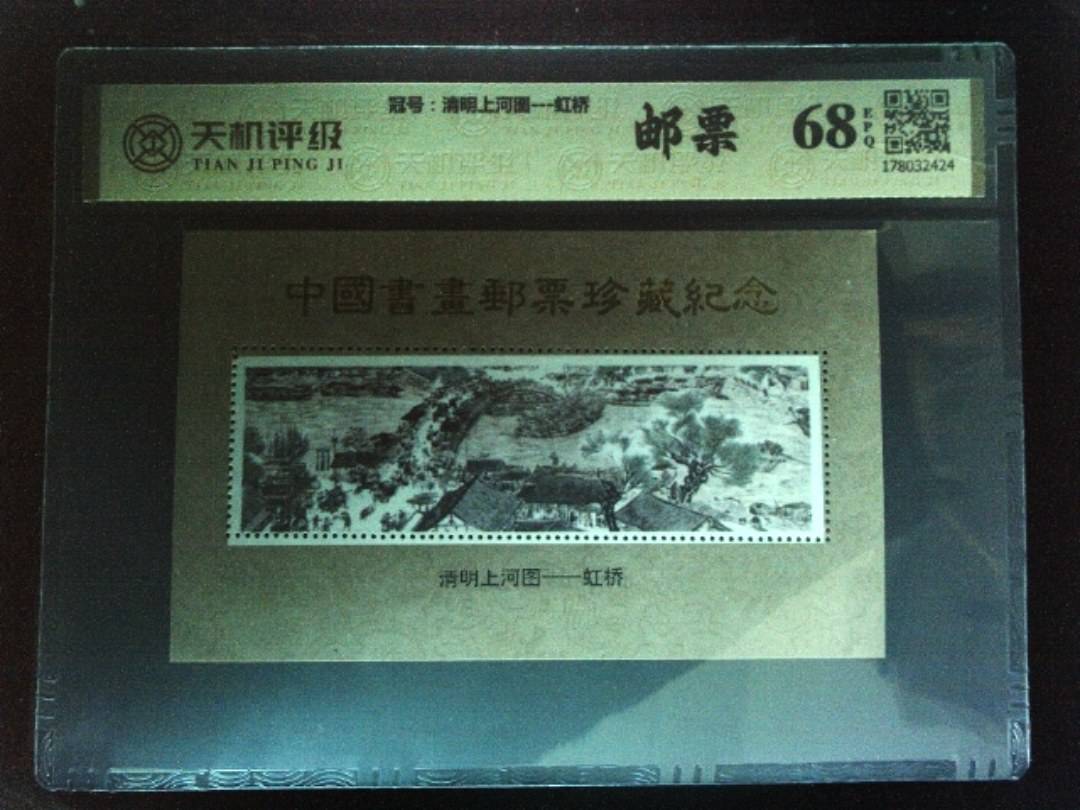 冠号：清明上河图---虹桥
天机评级
TIAN JI PING JI
邮票
68
EPQ
178032424
中國書畫郵票珍藏紀念
清明上河图——虹桥